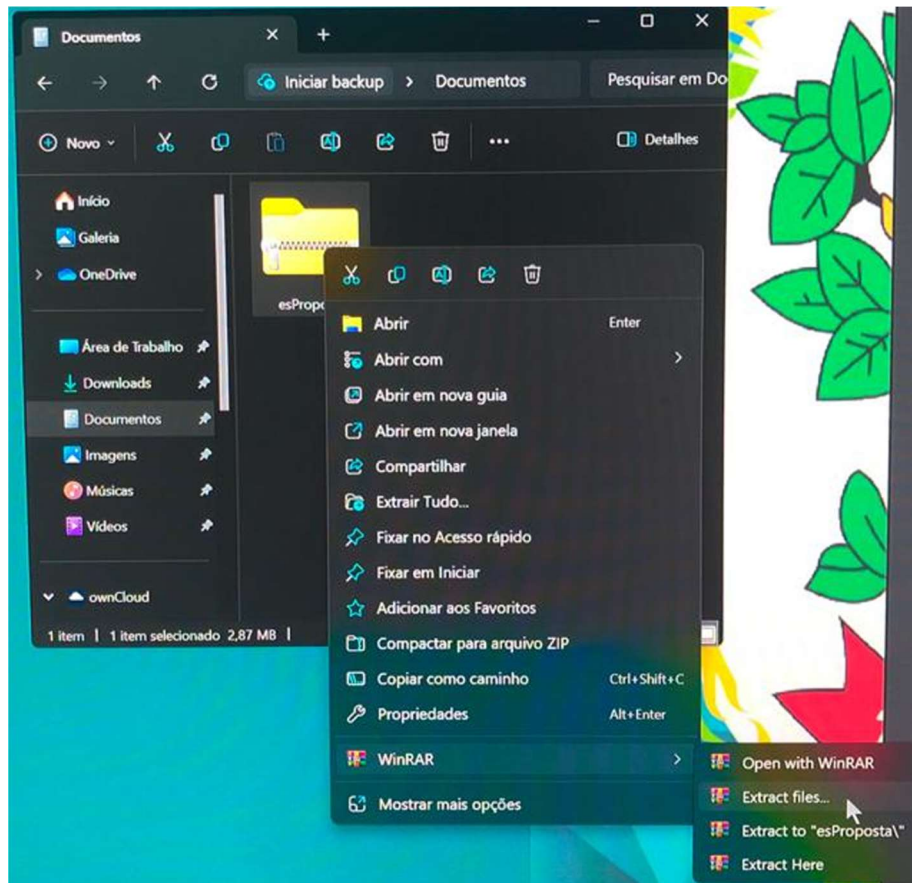 Documentos
Iniciar backup > Documentos
Pesquisar em Do
Novo
Detalhes
Início
Galeria
OneDrive
Área de Trabalho
Downloads
Documentos
Imagens
Músicas
Vídeos
ownCloud
1 item | 1 item selecionado 2,87 MB |
esPropo
Abrir Enter
Abrir com
Abrir em nova guia
Abrir em nova janela
Compartilhar
Extrair Tudo...
Fixar no Acesso rápido
Fixar em Iniciar
Adicionar aos Favoritos
Compactar para arquivo ZIP
Copiar como caminho Ctrl+Shift+C
Propriedades Alt+Enter
WinRAR
Mostrar mais opções
Open with WinRAR
Extract files...
Extract to "esProposta\"
Extract Here